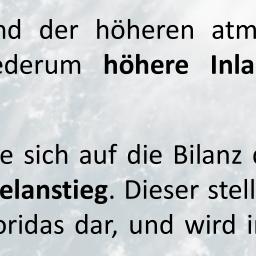 nd der höheren atm
ederum höhere Inla
e sich auf die Bilanz
elanstieg. Dieser stell
oridas dar, und wird i